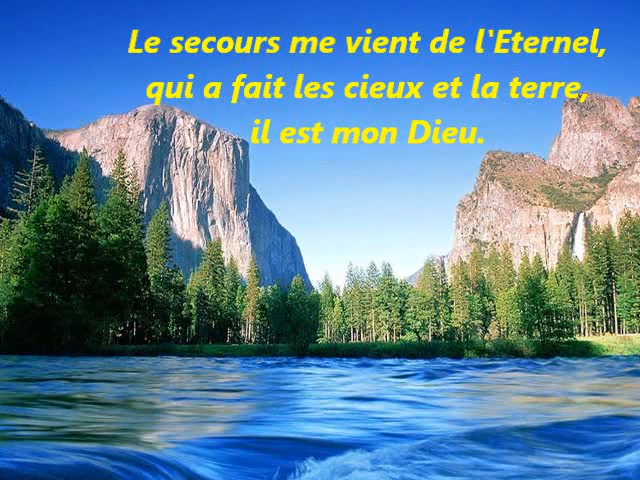 Le secours me vient de l`Eternel,
qui a fait les cieux et la terre,
il est mon Dieu.